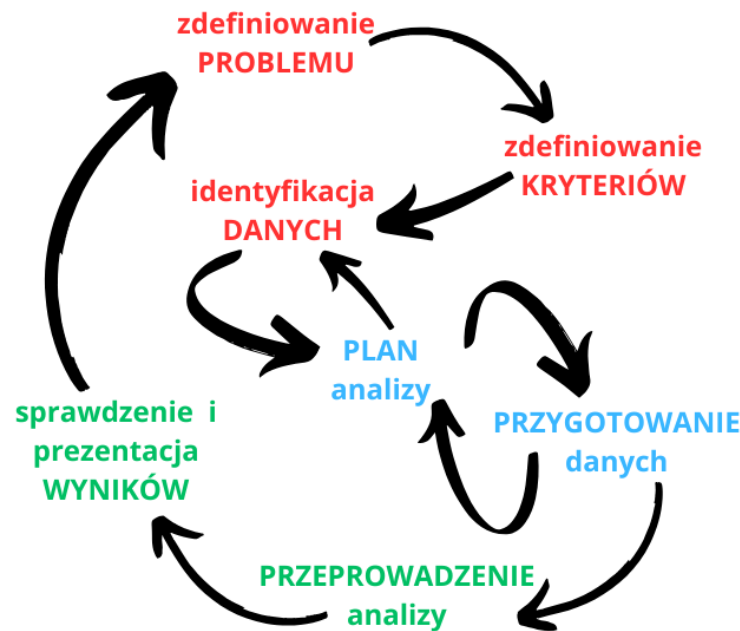 zdefiniowanie
PROBLEMU
zdefiniowanie
KRYTERIÓW
identyfikacja
DANYCH
PLAN
analizy
PRZYGOTOWANIE
danych
PRZEPROWADZENIE
analizy
sprawdzenie i
prezentacja
WYNIKÓW